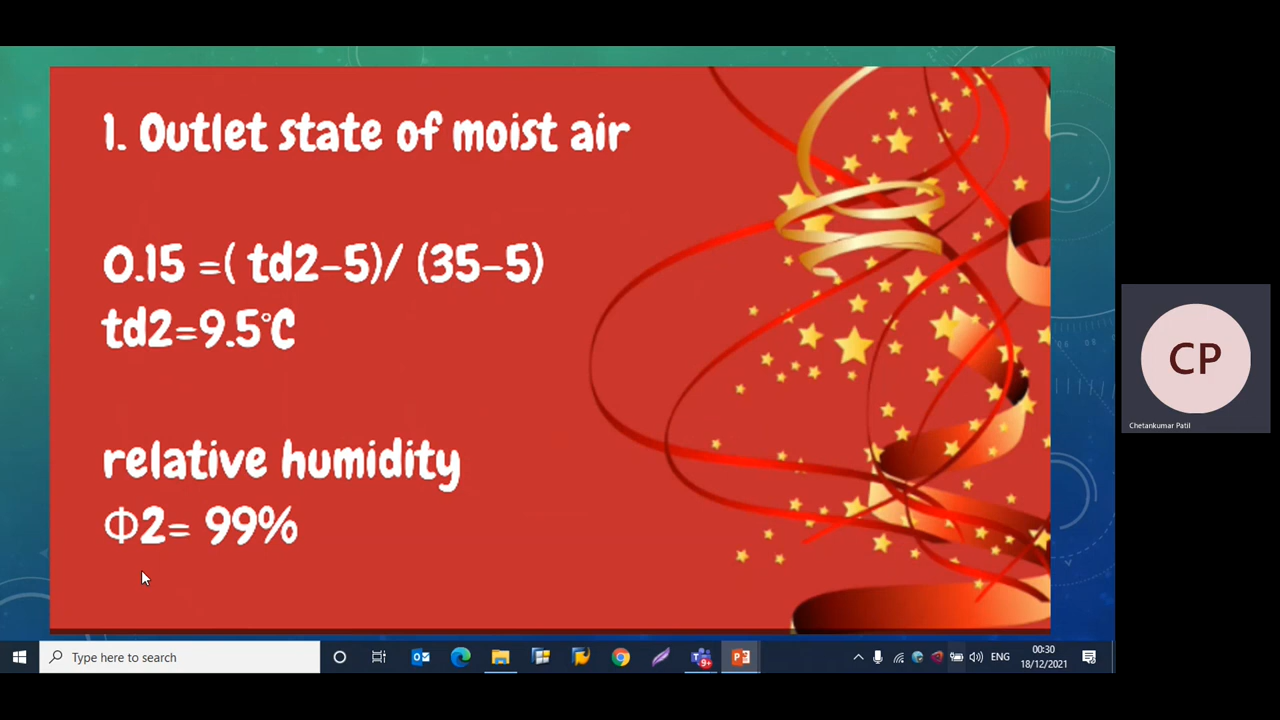 1. Outlet state of moist air
0.15 =( td2-5)/ (35-5)
td2=9.5°C
relative humidity
Φ2= 99%
CP
Chetankumar Patil
Type here to search
9+
ENG
00:30
18/12/2021